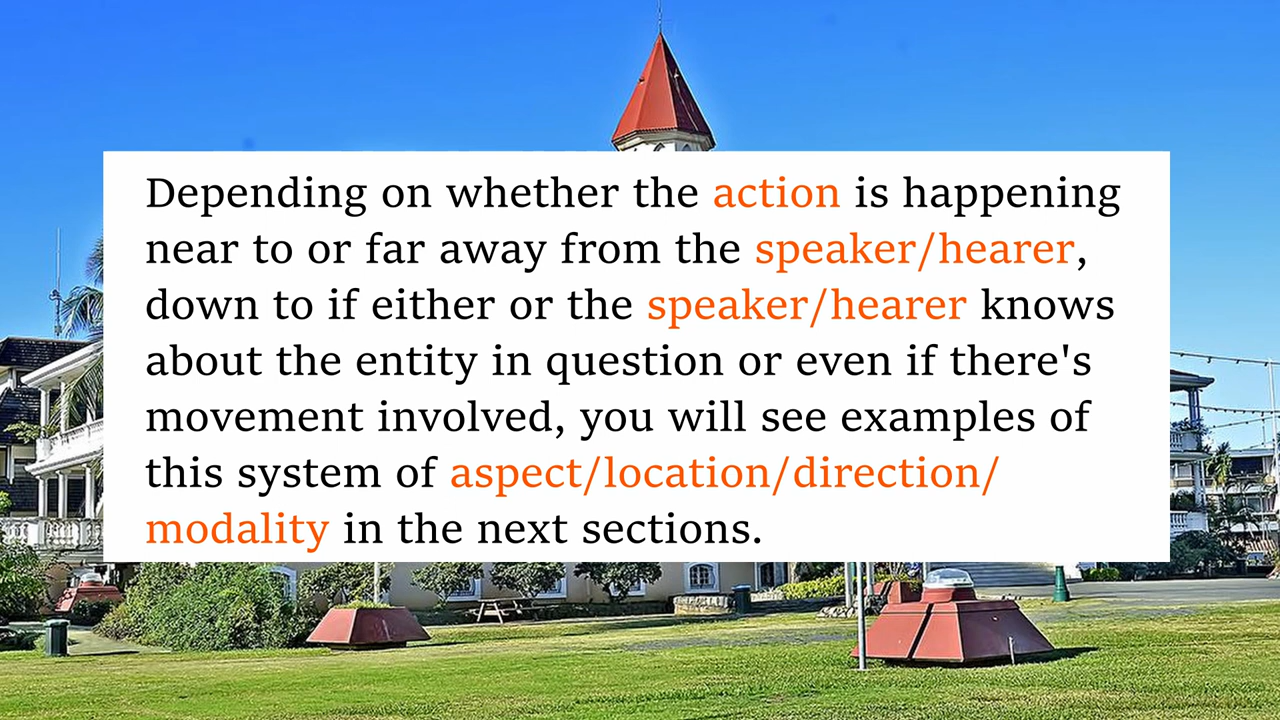 Depending on whether the action is happening
near to or far away from the speaker/hearer,
down to if either or the speaker/hearer knows
about the entity in question or even if there's
movement involved, you will see examples of
this system of aspect/location/direction/
modality in the next sections.